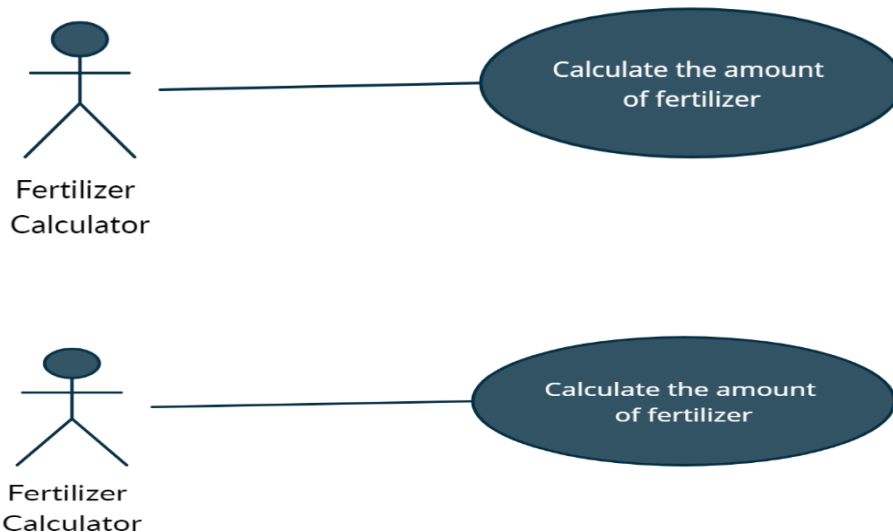 Calculate the amount
of fertilizer
Fertilizer
Calculator
Calculate the amount
of fertilizer
Fertilizer
Calculator